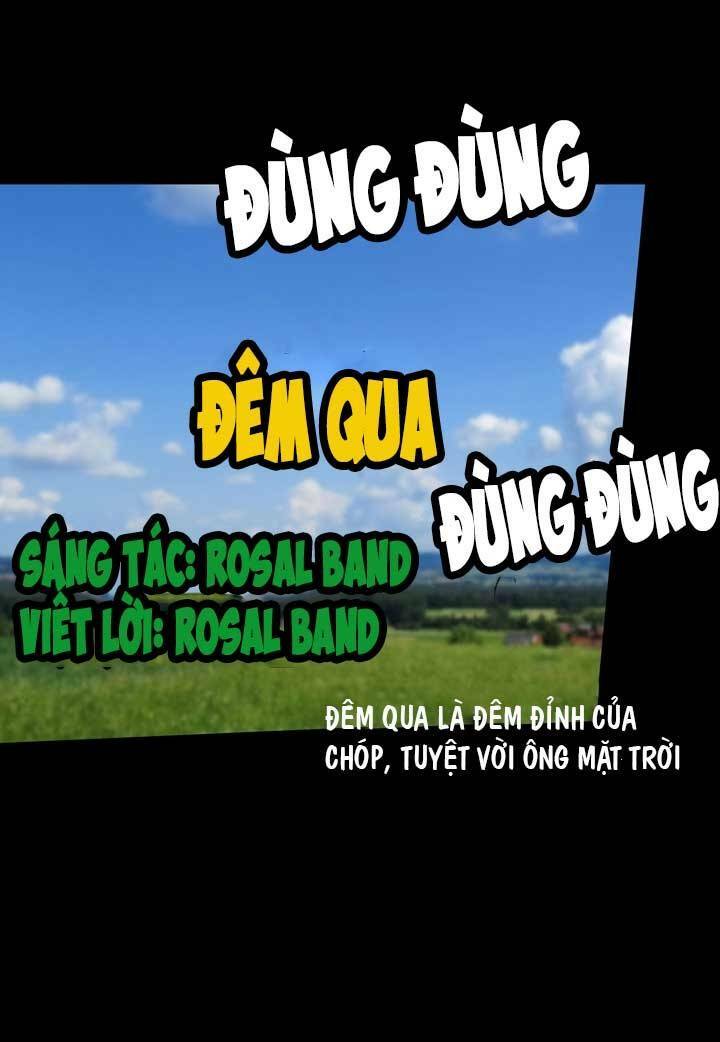 ĐÙNG ĐÙNG
ĐÊM QUA
ĐÙNG ĐÙNG
SÁNG TÁC: ROSAL BAND
VIẾT LỜI: ROSAL BAND
ĐÊM QUA LÀ ĐÊM ĐỈNH CỦA
CHÓP, TUYỆT VỜI ÔNG MẶT TRỜI